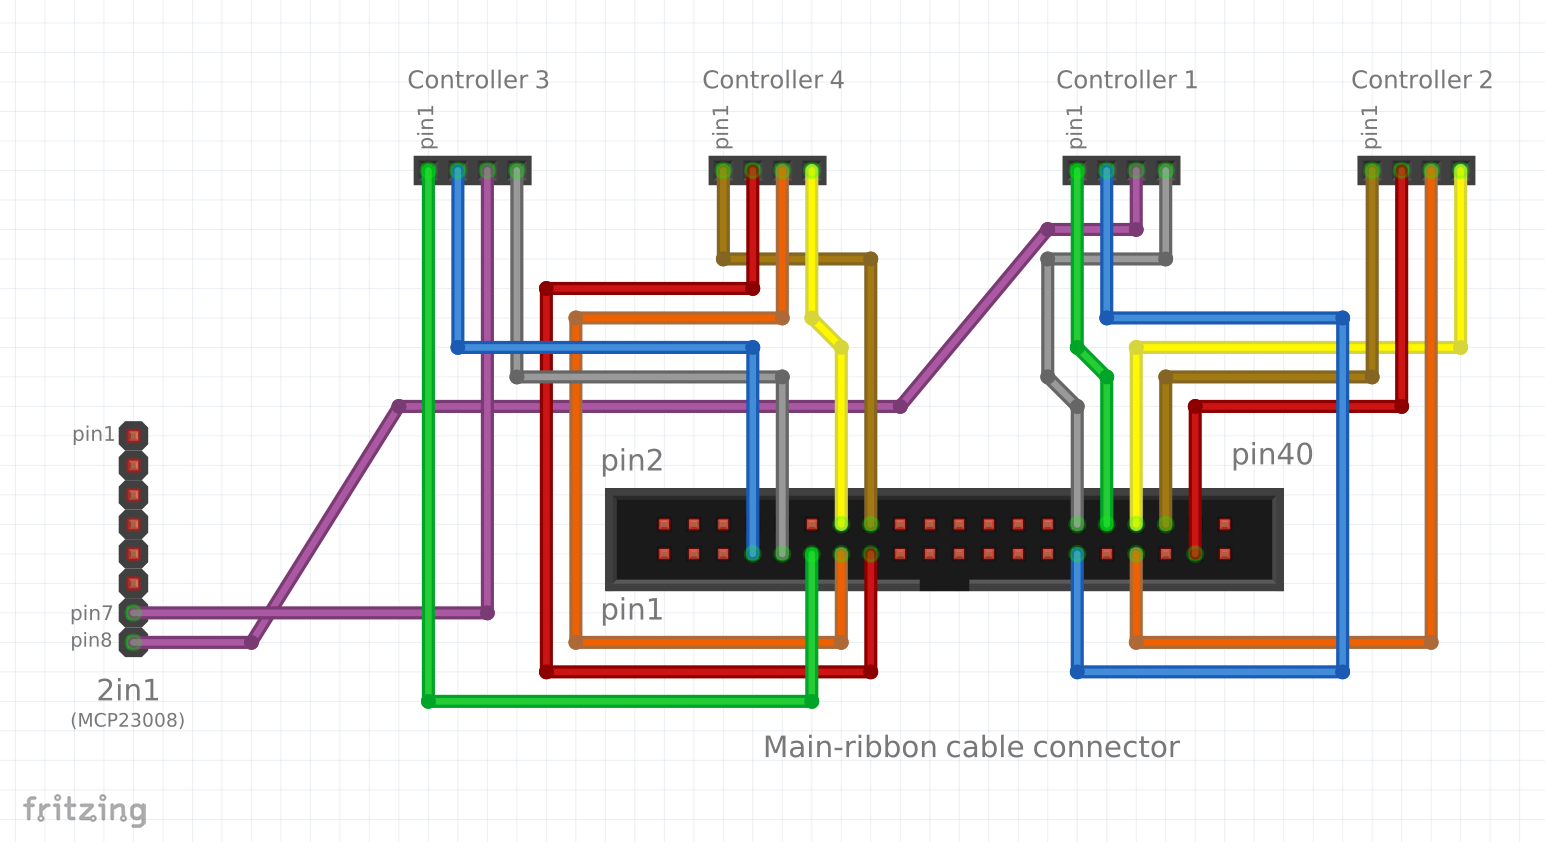 Controller 3
Controller 4
Controller 1
Controller 2
pin1
pin1
pin1
pin1
pin1
pin2
pin40
pin7
pin8
pin1
2in1
(MCP23008)
Main-ribbon cable connector
fritzing